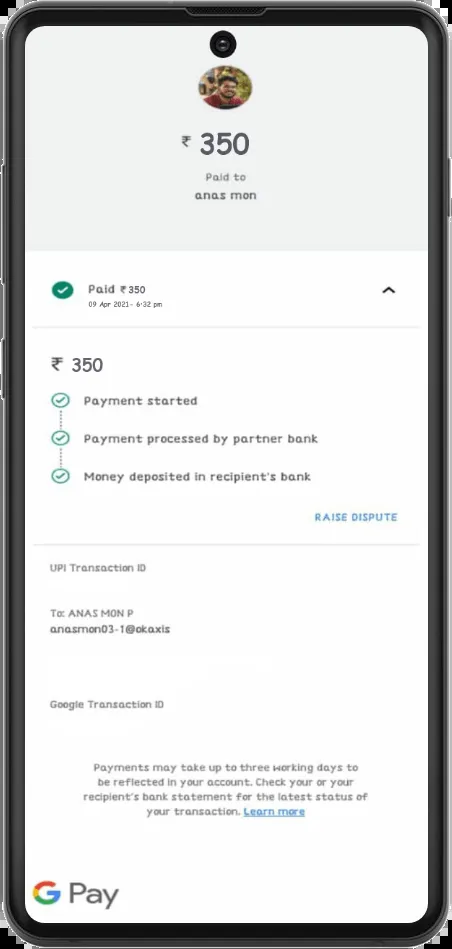 ₹ 350
Paid to
anas mon
Paid ₹350
09 Apr 2021- 6:32 pm
₹ 350
Payment started
Payment processed by partner bank
Money deposited in recipient's bank
RAISE DISPUTE
UPI Transaction ID
To: ANAS MON P
anasmon03-1@okaxis
Google Transaction ID
Payments may take up to three working days to
be reflected in your account. Check your or your
recipient's bank statement for the latest status of
your transaction. Learn more
G Pay